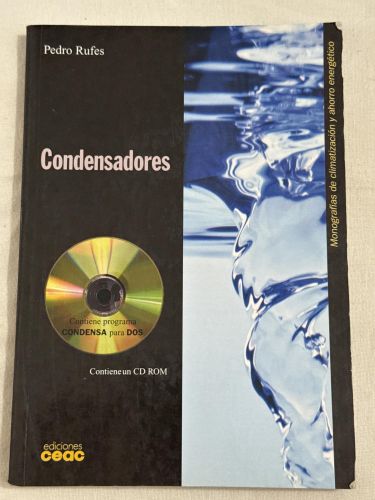 Pedro Rufes
Condensadores
Contiene programa
CONDENSA para DOS
Contiene un CD ROM
ediciones
ceac
Monografías de climatización y ahorro energético